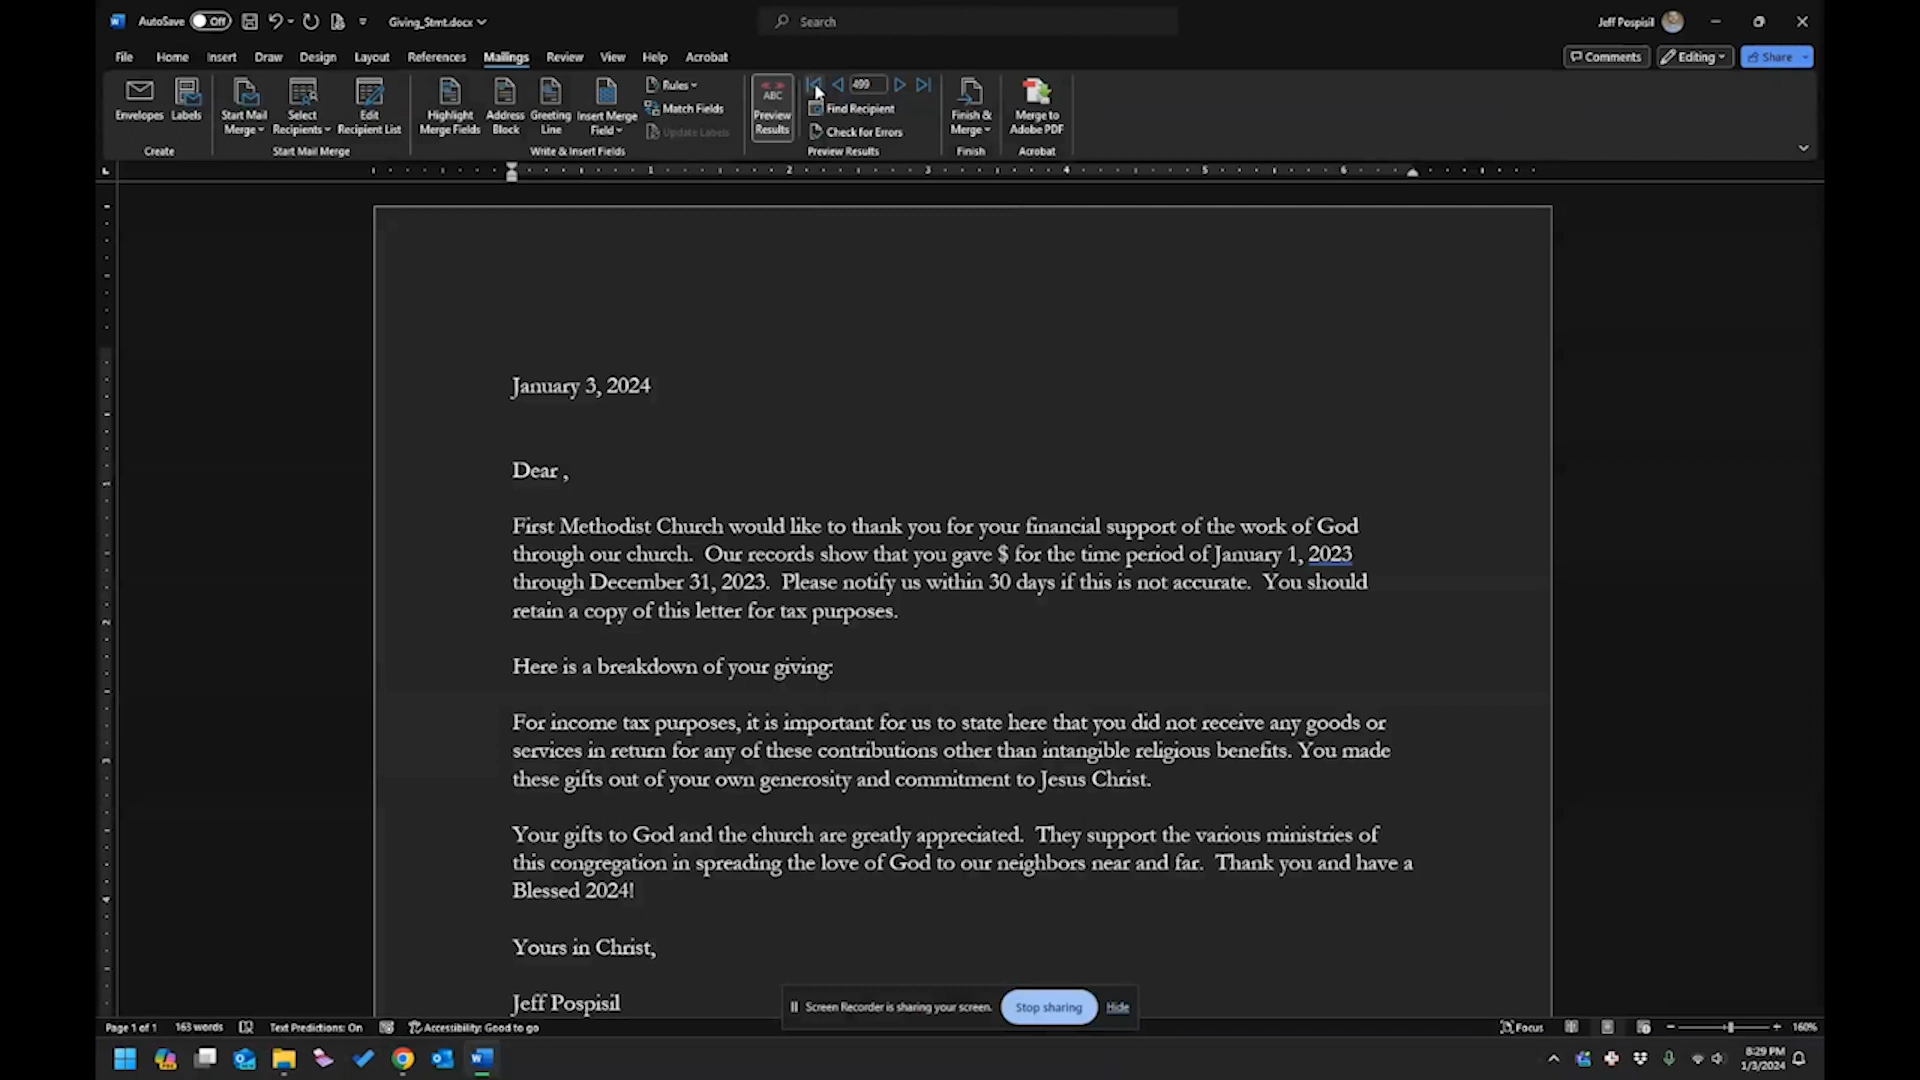 AutoSave Off Giving_Stmt.docx Search Jeff Pospisil
File Home Insert Draw Design Layout References Mailings Review View Help Acrobat Comments Editing Share
Envelopes Labels Start Mail Merge Select Recipients Edit Recipient List Highlight Merge Fields Address Block Greeting Line Insert Merge Field Rules Match Fields Update Labels ABC Preview Results 499 Find Recipient Check for Errors Finish & Merge Merge to Adobe PDF
Create Start Mail Merge Write & Insert Fields Preview Results Finish Acrobat
1 2 3 4 5 6
January 3, 2024
Dear ,
First Methodist Church would like to thank you for your financial support of the work of God
through our church.  Our records show that you gave $ for the time period of January 1, 2023
through December 31, 2023.  Please notify us within 30 days if this is not accurate.  You should
retain a copy of this letter for tax purposes.
Here is a breakdown of your giving:
For income tax purposes, it is important for us to state here that you did not receive any goods or
services in return for any of these contributions other than intangible religious benefits. You made
these gifts out of your own generosity and commitment to Jesus Christ.
Your gifts to God and the church are greatly appreciated.  They support the various ministries of
this congregation in spreading the love of God to our neighbors near and far.  Thank you and have a
Blessed 2024!
Yours in Christ,
Jeff Pospisil
Screen Recorder is sharing your screen. Stop sharing Hide
Page 1 of 1 163 words Text Predictions: On Accessibility: Good to go Focus 160%
8:29 PM
1/3/2024